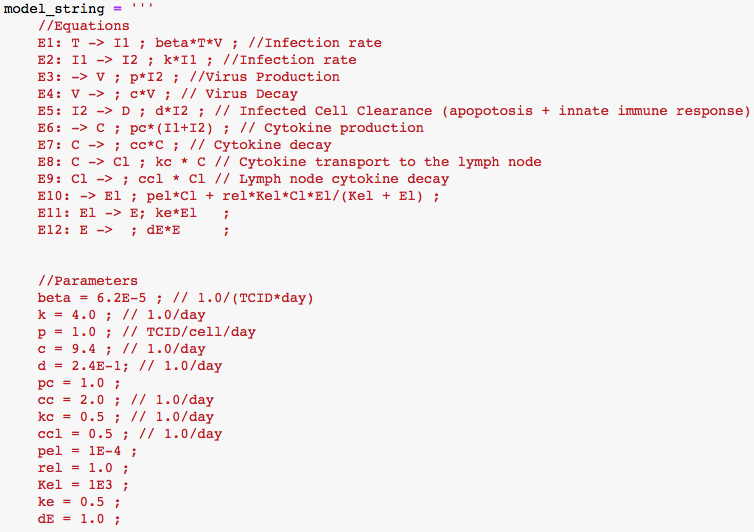 model_string = '''
//Equations
E1: T -> I1 ; beta*T*V ; //Infection rate
E2: I1 -> I2 ; k*I1 ; //Infection rate
E3: -> V ; p*I2 ; //Virus Production
E4: V -> ; c*V ; // Virus Decay
E5: I2 -> D ; d*I2 ; // Infected Cell Clearance (apopotosis + innate immune response)
E6: -> C ; pc*(I1+I2) ; // Cytokine production
E7: C -> ; cc*C ; // Cytokine decay
E8: C -> Cl ; kc * C // Cytokine transport to the lymph node
E9: Cl -> ; ccl * Cl // Lymph node cytokine decay
E10: -> El ; pel*Cl + rel*Kel*Cl*El/(Kel + El) ;
E11: El -> E; ke*El ;
E12: E -> ; dE*E ;
//Parameters
beta = 6.2E-5 ; // 1.0/(TCID*day)
k = 4.0 ; // 1.0/day
p = 1.0 ; // TCID/cell/day
c = 9.4 ; // 1.0/day
d = 2.4E-1; // 1.0/day
pc = 1.0 ;
cc = 2.0 ; // 1.0/day
kc = 0.5 ; // 1.0/day
ccl = 0.5 ; // 1.0/day
pel = 1E-4 ;
rel = 1.0 ;
Kel = 1E3 ;
ke = 0.5 ;
dE = 1.0 ;